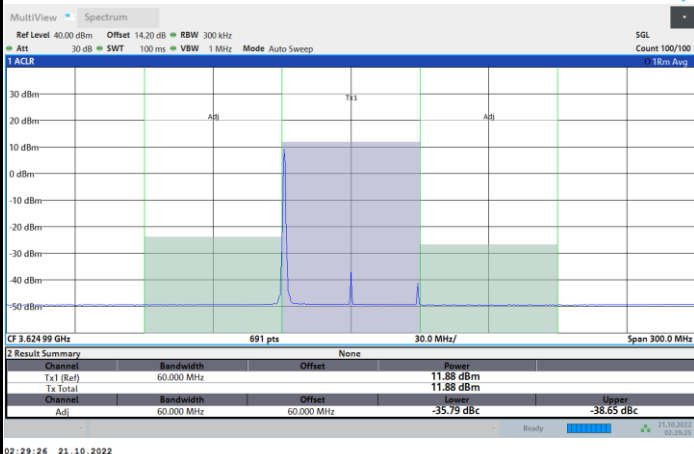 MultiView Spectrum
Ref Level 40.00 dBm Offset 14.20 dB RBW 300 kHz SGL
Att 30 dB SWT 100 ms VBW 1 MHz Mode Auto Sweep Count 100/100
1 ACLR 1Rm Avg
30 dBm
Tx1
20 dBm Adj Adj
10 dBm
0 dBm
-10 dBm
-20 dBm
-30 dBm
-40 dBm
-50 dBm
CF 3.624 99 GHz 691 pts 30.0 MHz/ Span 300.0 MHz
2 Result Summary None
Channel Bandwidth Offset Power
Tx1 (Ref) 60.000 MHz 11.88 dBm
Tx Total 11.88 dBm
Channel Bandwidth Offset Lower Upper
Adj 60.000 MHz 60.000 MHz -35.79 dBc -38.65 dBc
Ready 21.10.2022
02:29:25
02:29:26 21.10.2022